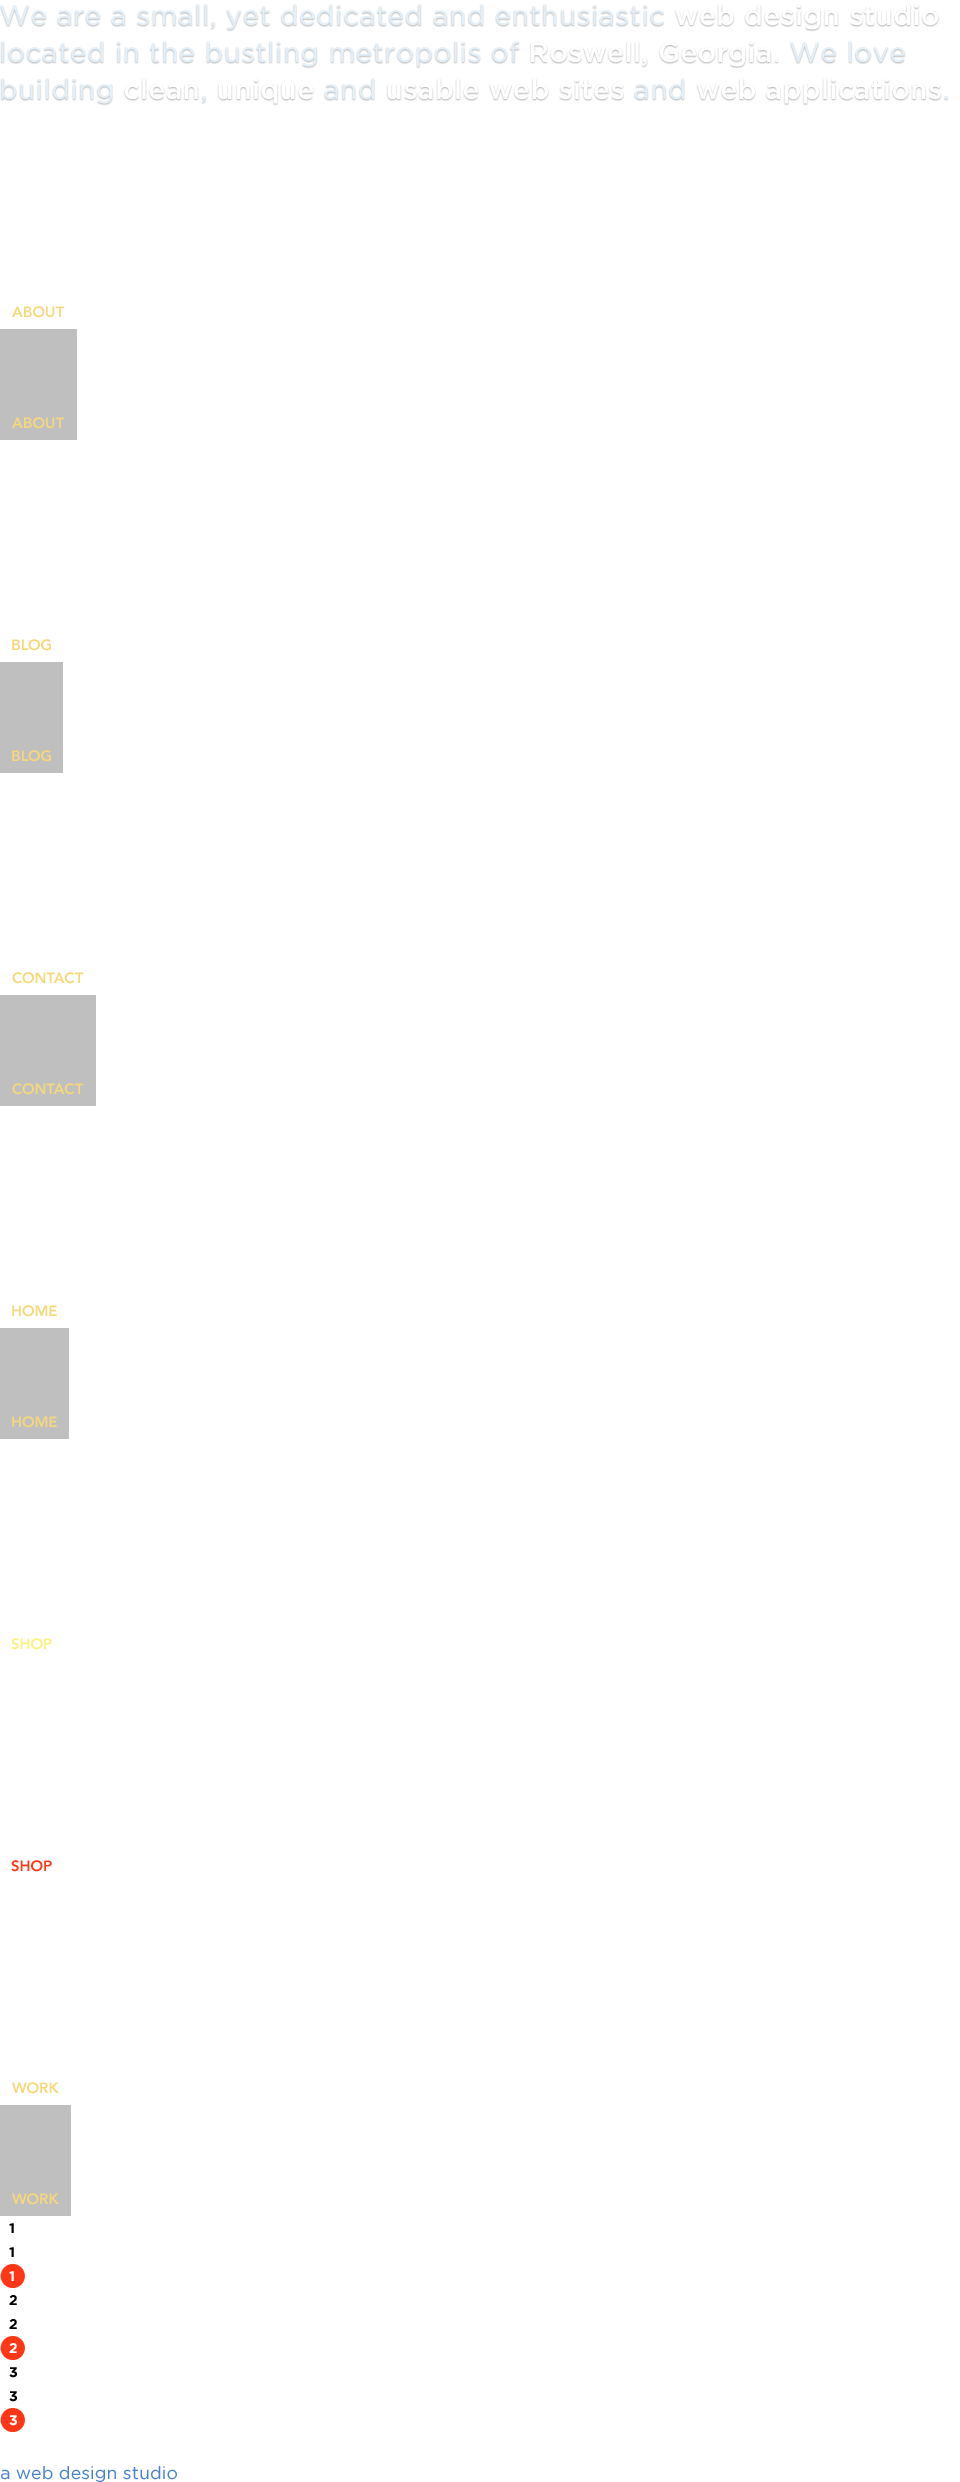 We are a small, yet dedicated and enthusiastic web design studio
located in the bustling metropolis of Roswell, Georgia. We love
building clean, unique and usable web sites and web applications.
ABOUT
ABOUT
BLOG
BLOG
CONTACT
CONTACT
HOME
HOME
SHOP
SHOP
WORK
WORK
1
1
1
2
2
2
3
3
3
a web design studio